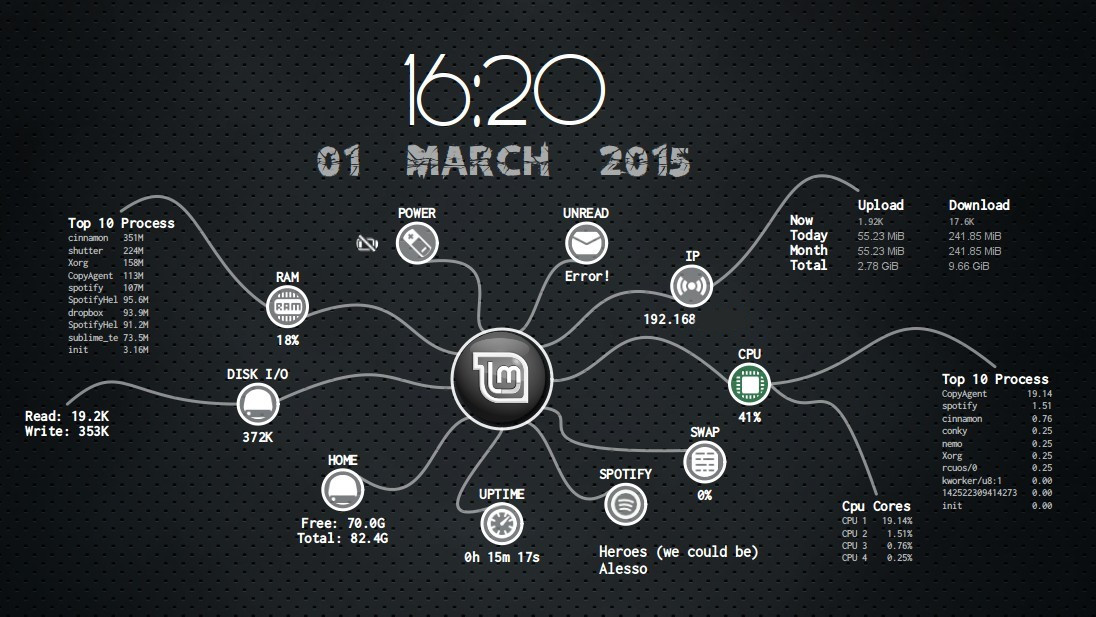 16:20
01 MARCH 2015
Upload Download
Now 1.92K 17.6K
Today 55.23 MiB 241.85 MiB
Month 55.23 MiB 241.85 MiB
Total 2.78 GiB 9.66 GiB
POWER
UNREAD
Error!
IP
192.168
Top 10 Process
cinnamon 351M
shutter 224M
Xorg 158M
CopyAgent 113M
spotify 107M
SpotifyHel 95.6M
dropbox 93.9M
SpotifyHel 91.2M
sublime_te 73.5M
init 3.16M
RAM
RAM
18%
DISK I/O
372K
Read: 19.2K
Write: 353K
lm
CPU
41%
Top 10 Process
CopyAgent 19.14
spotify 1.51
cinnamon 0.76
conky 0.25
nemo 0.25
Xorg 0.25
rcuos/0 0.25
kworker/u8:1 0.00
142522309414273 0.00
init 0.00
SWAP
0%
HOME
Free: 70.0G
Total: 82.4G
UPTIME
0h 15m 17s
SPOTIFY
Heroes (we could be)
Alesso
Cpu Cores
CPU 1 19.14%
CPU 2 1.51%
CPU 3 0.76%
CPU 4 0.25%